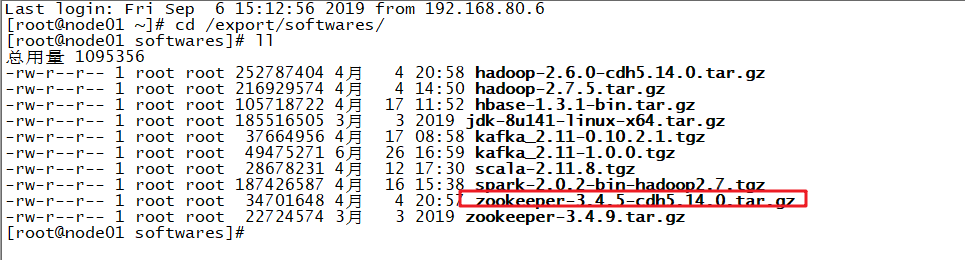 Last login: Fri Sep  6 15:12:56 2019 from 192.168.80.6
[root@node01 ~]# cd /export/softwares/
[root@node01 softwares]# ll
总用量 1095356
-rw-r--r-- 1 root root 252787404 4月   4 20:58 hadoop-2.6.0-cdh5.14.0.tar.gz
-rw-r--r-- 1 root root 216929574 4月   4 14:50 hadoop-2.7.5.tar.gz
-rw-r--r-- 1 root root 105718722 4月  17 11:52 hbase-1.3.1-bin.tar.gz
-rw-r--r-- 1 root root 185516505 3月   3 2019 jdk-8u141-linux-x64.tar.gz
-rw-r--r-- 1 root root  37664956 4月  17 08:58 kafka_2.11-0.10.2.1.tgz
-rw-r--r-- 1 root root  49475271 6月  26 16:59 kafka_2.11-1.0.0.tgz
-rw-r--r-- 1 root root  28678231 4月  12 17:30 scala-2.11.8.tgz
-rw-r--r-- 1 root root 187426587 4月  16 15:38 spark-2.0.2-bin-hadoop2.7.tgz
-rw-r--r-- 1 root root  34701648 4月   4 20:57 zookeeper-3.4.5-cdh5.14.0.tar.gz
-rw-r--r-- 1 root root  22724574 3月   3 2019 zookeeper-3.4.9.tar.gz
[root@node01 softwares]#